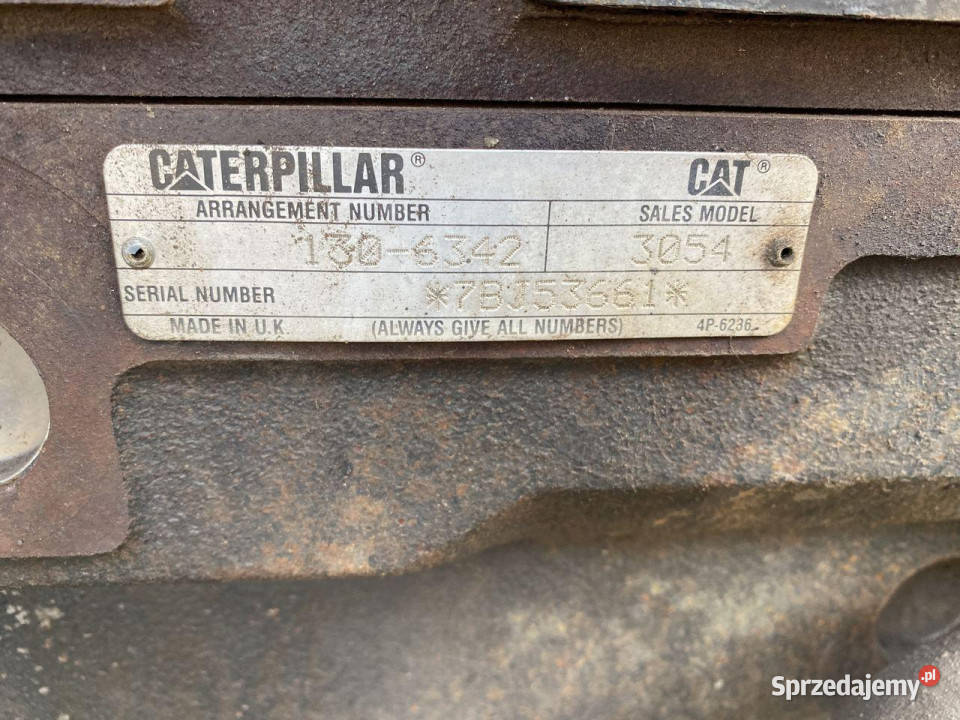 CATERPILLAR® CAT®
ARRANGEMENT NUMBER SALES MODEL
130-6342 3054
SERIAL NUMBER *7BJ53661*
MADE IN U.K. (ALWAYS GIVE ALL NUMBERS) 4P-6236
Sprzedajemy.pl